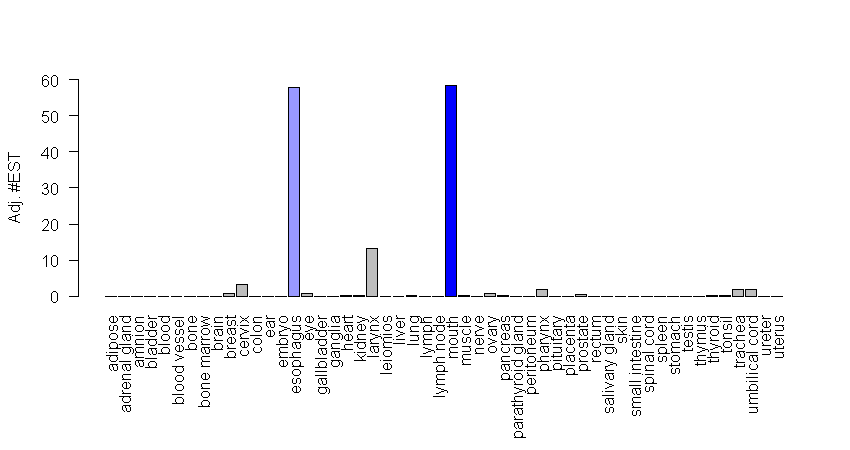 Adj. #EST
60
50
40
30
20
10
0
adipose
adrenal gland
amnion
bladder
blood
blood vessel
bone
bone marrow
brain
breast
cervix
colon
ear
embryo
esophagus
eye
gallbladder
ganglia
heart
kidney
larynx
leiomios
liver
lung
lymph
lymph node
mouth
muscle
nerve
ovary
pancreas
parathyroid gland
peritoneum
pharynx
pituitary
placenta
prostate
rectum
salivary gland
skin
small intestine
spinal cord
spleen
stomach
testis
thymus
thyroid
tonsil
trachea
umbilical cord
ureter
uterus